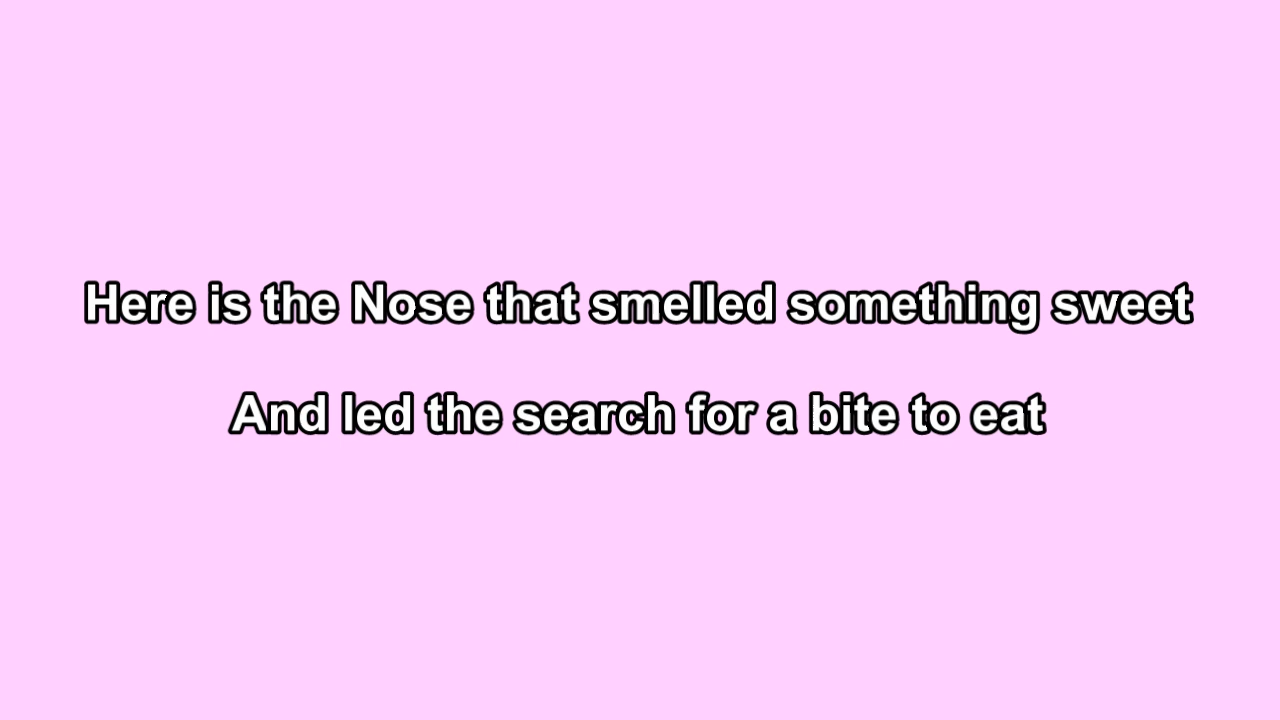 Here is the Nose that smelled something sweet
And led the search for a bite to eat